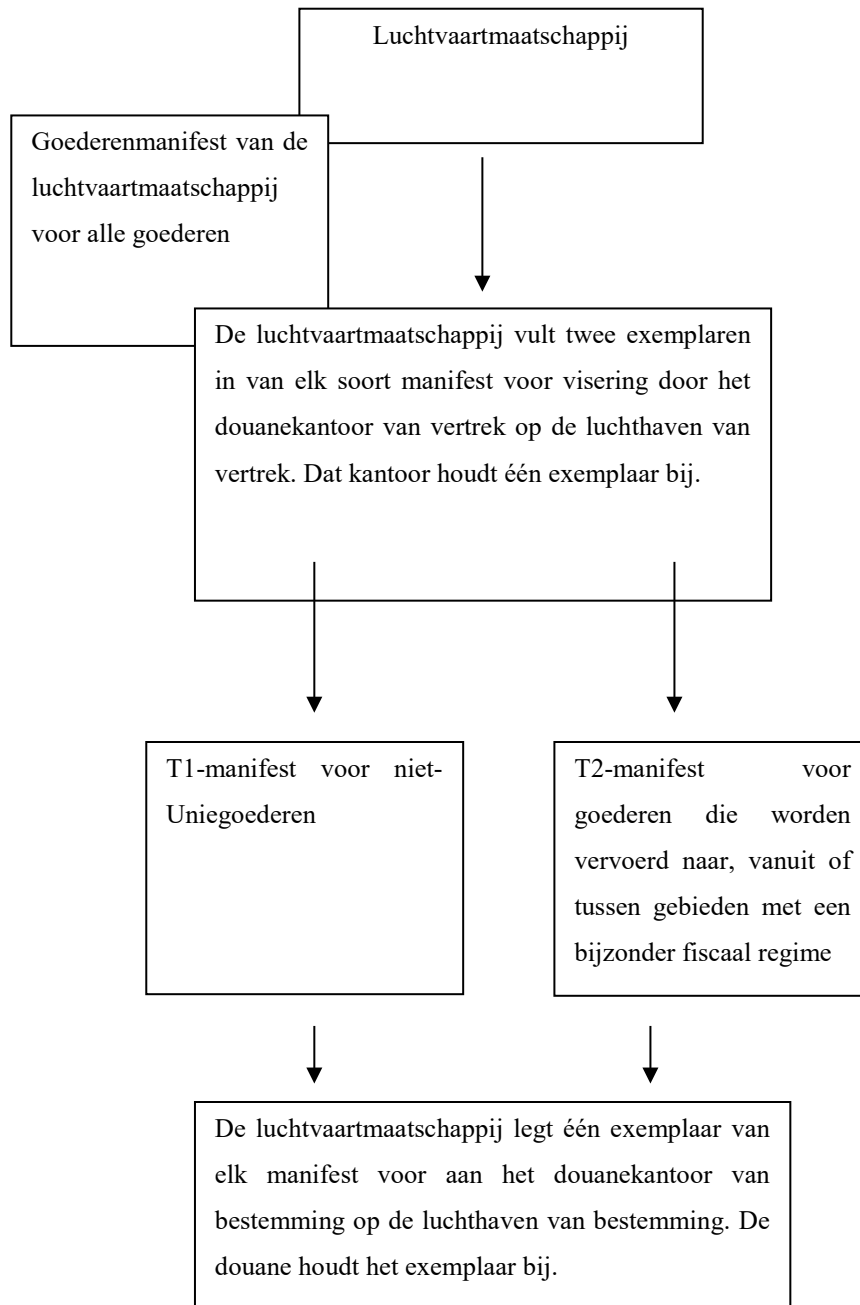 Luchtvaartmaatschappij
Goederenmanifest van de
luchtvaartmaatschappij
voor alle goederen
De luchtvaartmaatschappij vult twee exemplaren
in van elk soort manifest voor visering door het
douanekantoor van vertrek op de luchthaven van
vertrek. Dat kantoor houdt één exemplaar bij.
T1-manifest voor niet-
Uniegoederen
T2-manifest voor
goederen die worden
vervoerd naar, vanuit of
tussen gebieden met een
bijzonder fiscaal regime
De luchtvaartmaatschappij legt één exemplaar van
elk manifest voor aan het douanekantoor van
bestemming op de luchthaven van bestemming. De
douane houdt het exemplaar bij.